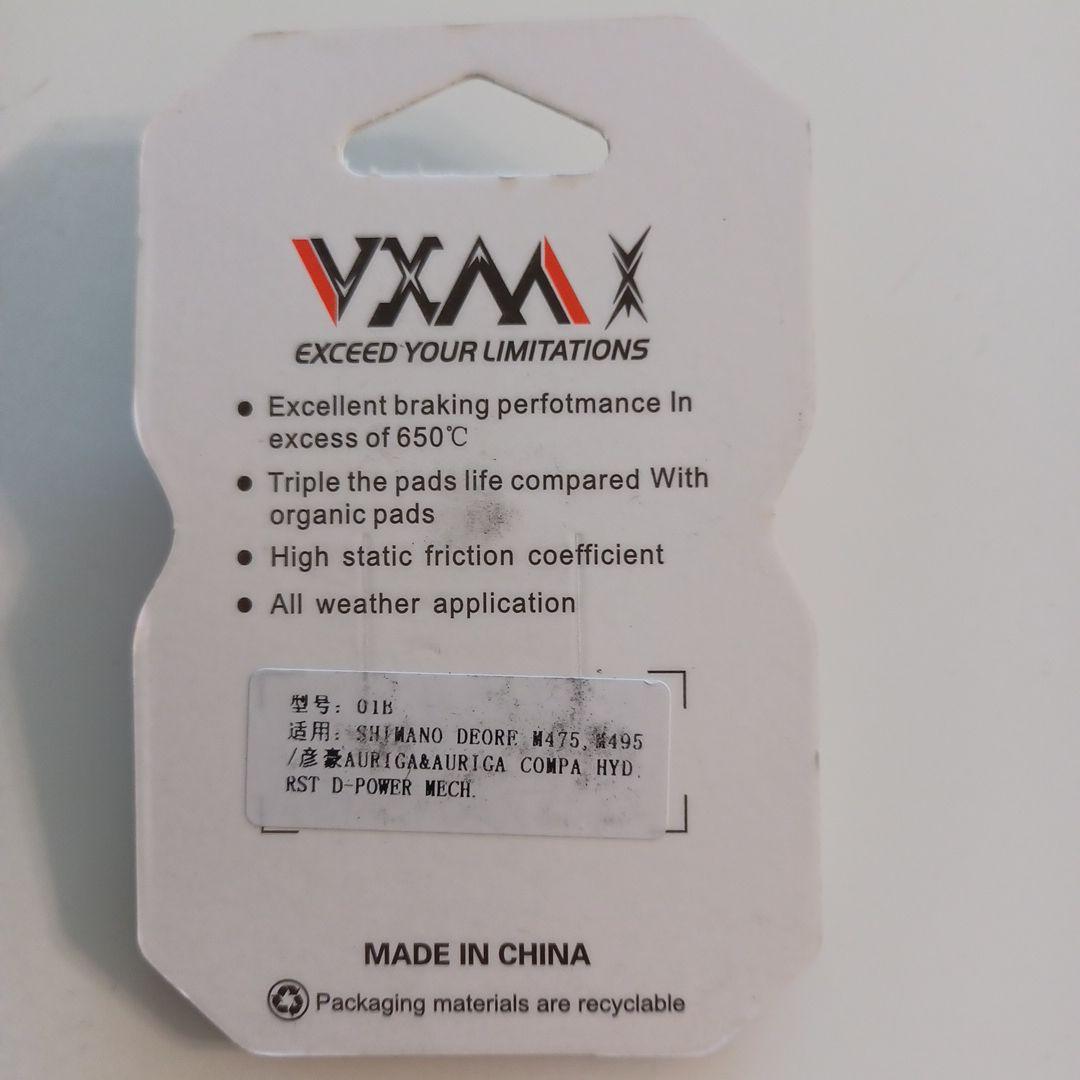 VXM
EXCEED YOUR LIMITATIONS
● Excellent braking perfotmance In
excess of 650℃
● Triple the pads life compared With
organic pads
● High static friction coefficient
● All weather application
型号: 01B
适用: SHIMANO DEORE M475, M495
/彦豪AURIGA&AURIGA COMPA HYD.
RST D-POWER MECH.
MADE IN CHINA
Packaging materials are recyclable